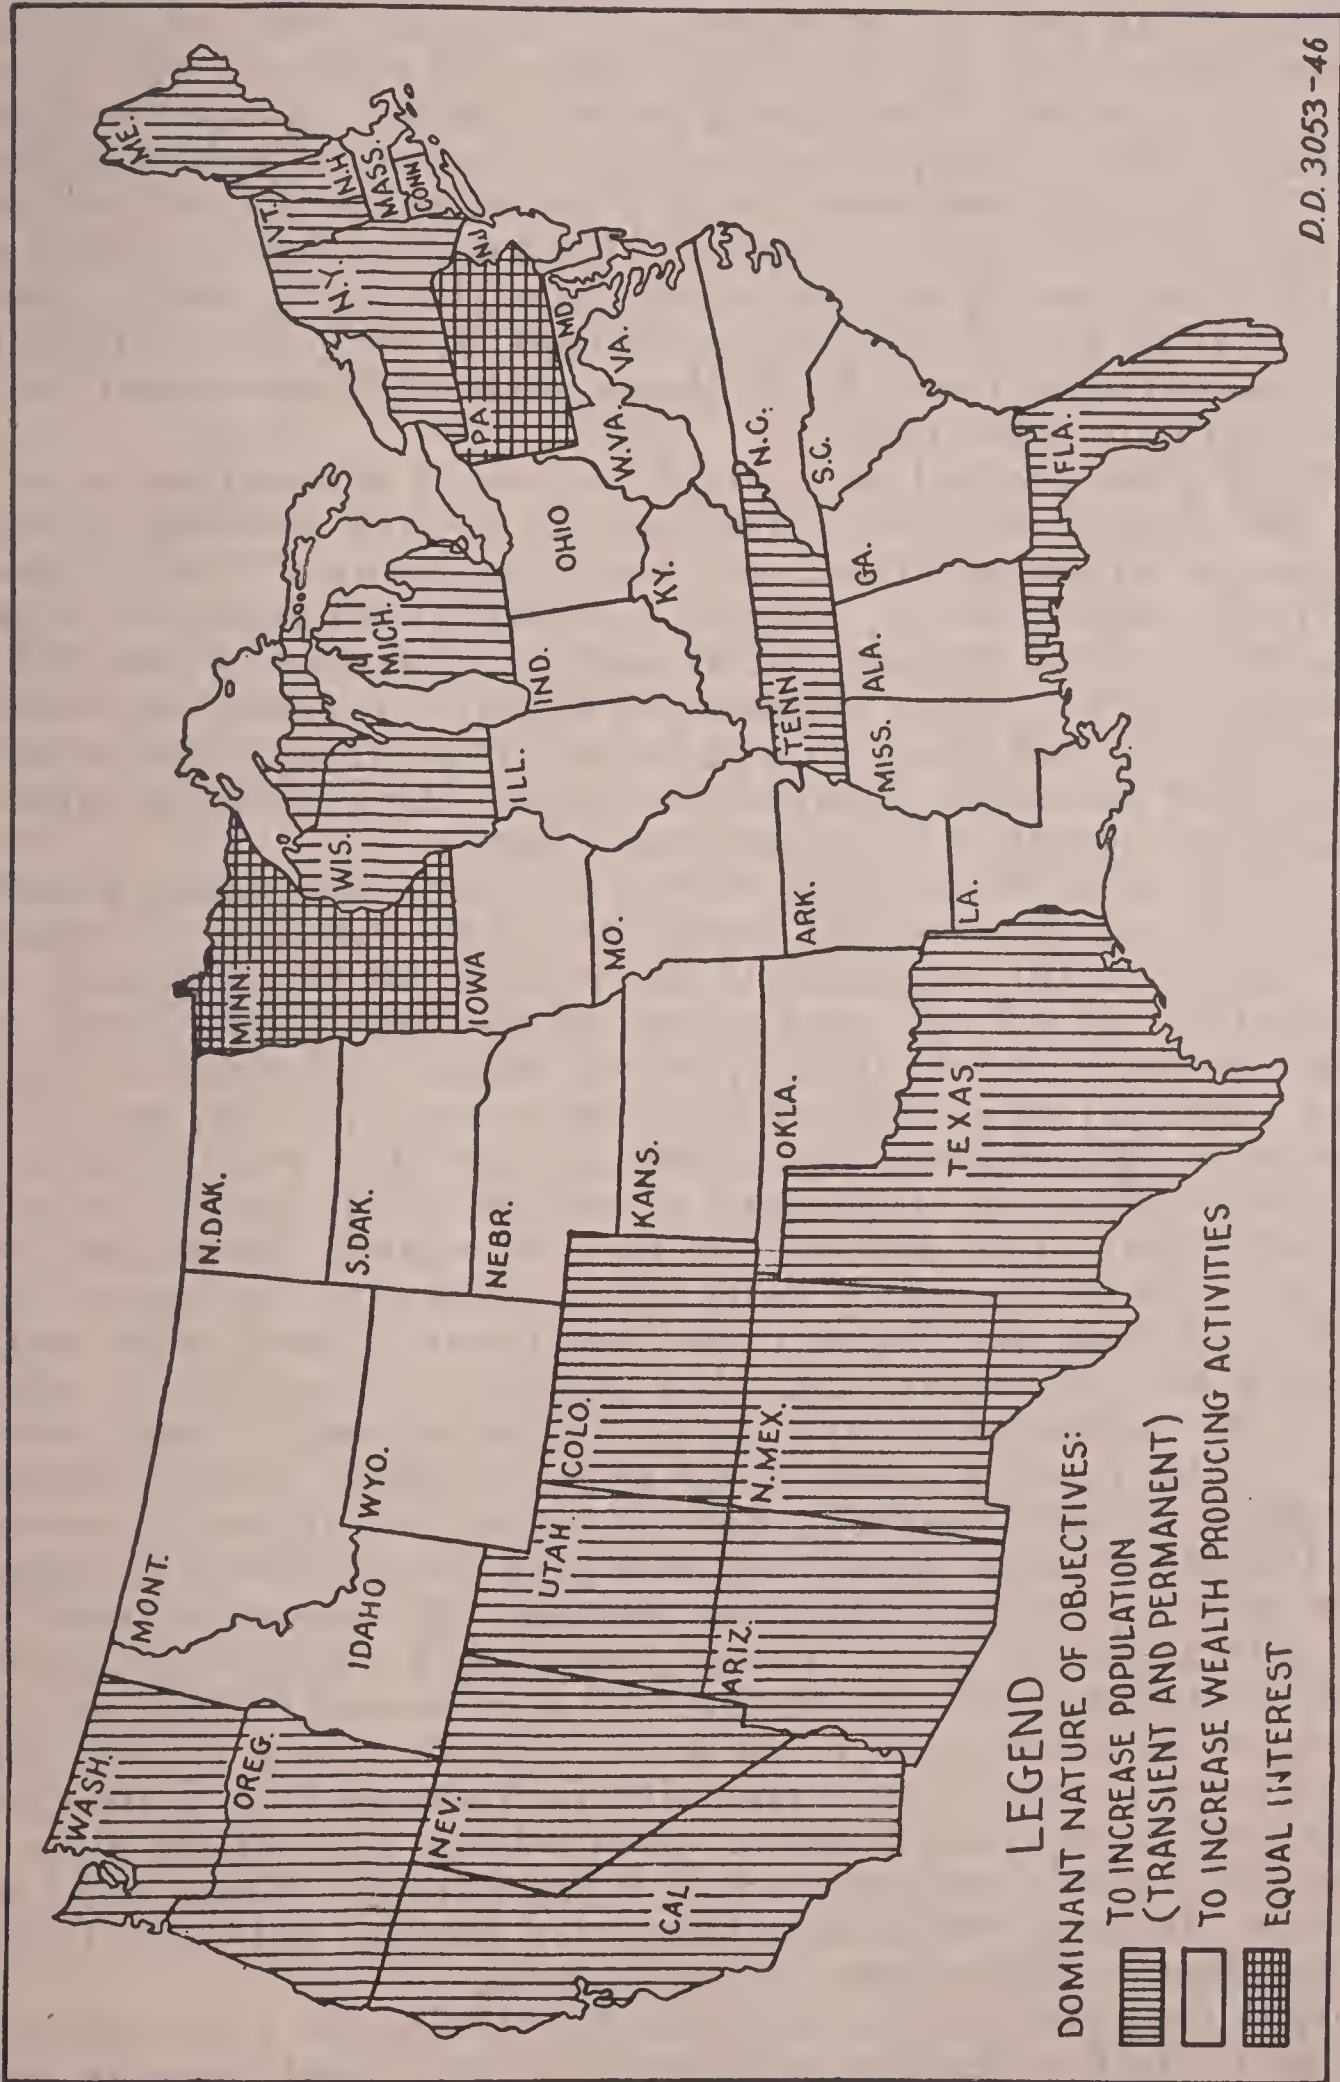 WASH.
OREG.
CAL
NEV.
IDAHO
MONT.
WYO.
UTAH
COLO.
ARIZ.
N.MEX.
N.DAK.
S.DAK.
NEBR.
KANS.
OKLA.
TEXAS
MINN.
IOWA
MO.
ARK.
LA.
WIS.
ILL.
MICH.
IND.
OHIO
KY.
TENN
MISS.
ALA.
GA.
FLA.
S.C.
N.C.
VA.
W.VA.
MD
PA.
N.J
N.Y.
CONN
MASS.
VT.
N.H
ME.
LEGEND
DOMINANT NATURE OF OBJECTIVES:
TO INCREASE POPULATION
(TRANSIENT AND PERMANENT)
TO INCREASE WEALTH PRODUCING ACTIVITIES
EQUAL INTEREST
D.D. 3053-46